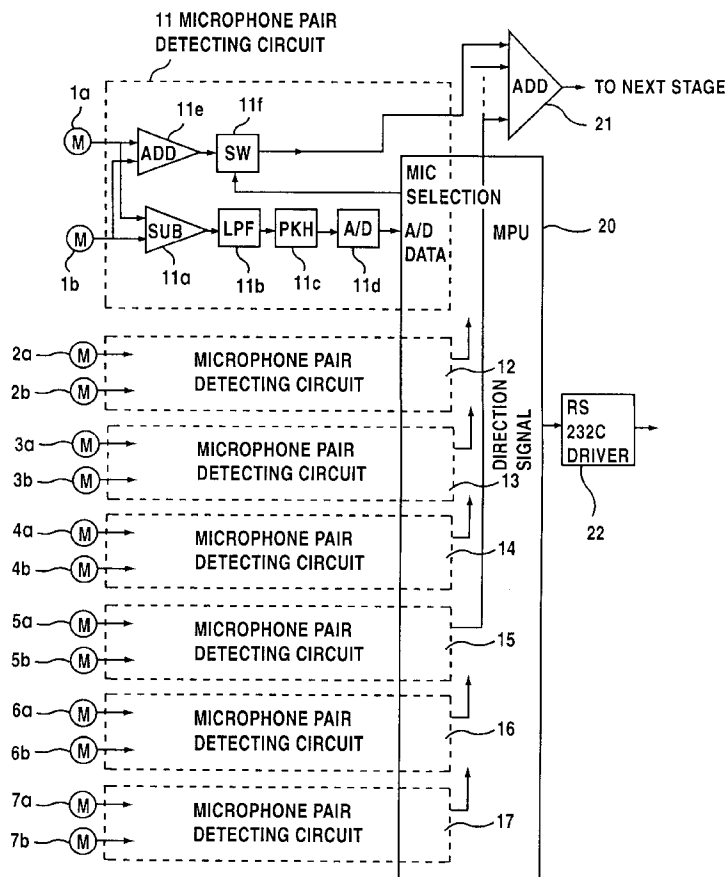 11 MICROPHONE PAIR
DETECTING CIRCUIT
1a
11e
11f
M
ADD
SW
ADD
TO NEXT STAGE
21
MIC
SELECTION
M
SUB
LPF
PKH
A/D
A/D
DATA
MPU
20
1b
11a
11b
11c
11d
2a
M
MICROPHONE PAIR
DETECTING CIRCUIT
12
2b
M
3a
M
MICROPHONE PAIR
DETECTING CIRCUIT
13
3b
M
DIRECTION
SIGNAL
RS
232C
DRIVER
22
4a
M
MICROPHONE PAIR
DETECTING CIRCUIT
14
4b
M
5a
M
MICROPHONE PAIR
DETECTING CIRCUIT
15
5b
M
6a
M
MICROPHONE PAIR
DETECTING CIRCUIT
16
6b
M
7a
M
MICROPHONE PAIR
DETECTING CIRCUIT
17
7b
M